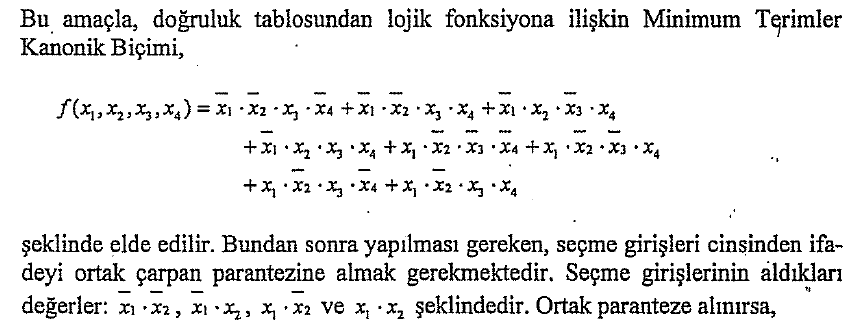 Bu amaçla, doğruluk tablosundan lojik fonksiyona ilişkin Minimum Terimler
Kanonik Biçimi,
f(x₁,x₂,x₃,x₄) = x̅₁ · x̅₂ · x₃ · x̅₄ + x̅₁ · x̅₂ · x₃ · x₄ + x̅₁ · x₂ · x̅₃ · x₄
+ x̅₁ · x₂ · x₃ · x₄ + x₁ · x̅₂ · x̅₃ · x̅₄ + x₁ · x̅₂ · x̅₃ · x₄
+ x₁ · x̅₂ · x₃ · x̅₄ + x₁ · x̅₂ · x₃ · x₄
şeklinde elde edilir. Bundan sonra yapılması gereken, seçme girişleri cinsinden ifa-
deyi ortak çarpan parantezine almak gerekmektedir. Seçme girişlerinin aldıkları
değerler: x̅₁ · x̅₂ , x̅₁ · x₂ , x₁ · x̅₂ ve x₁ · x₂ şeklindedir. Ortak paranteze alınırsa,